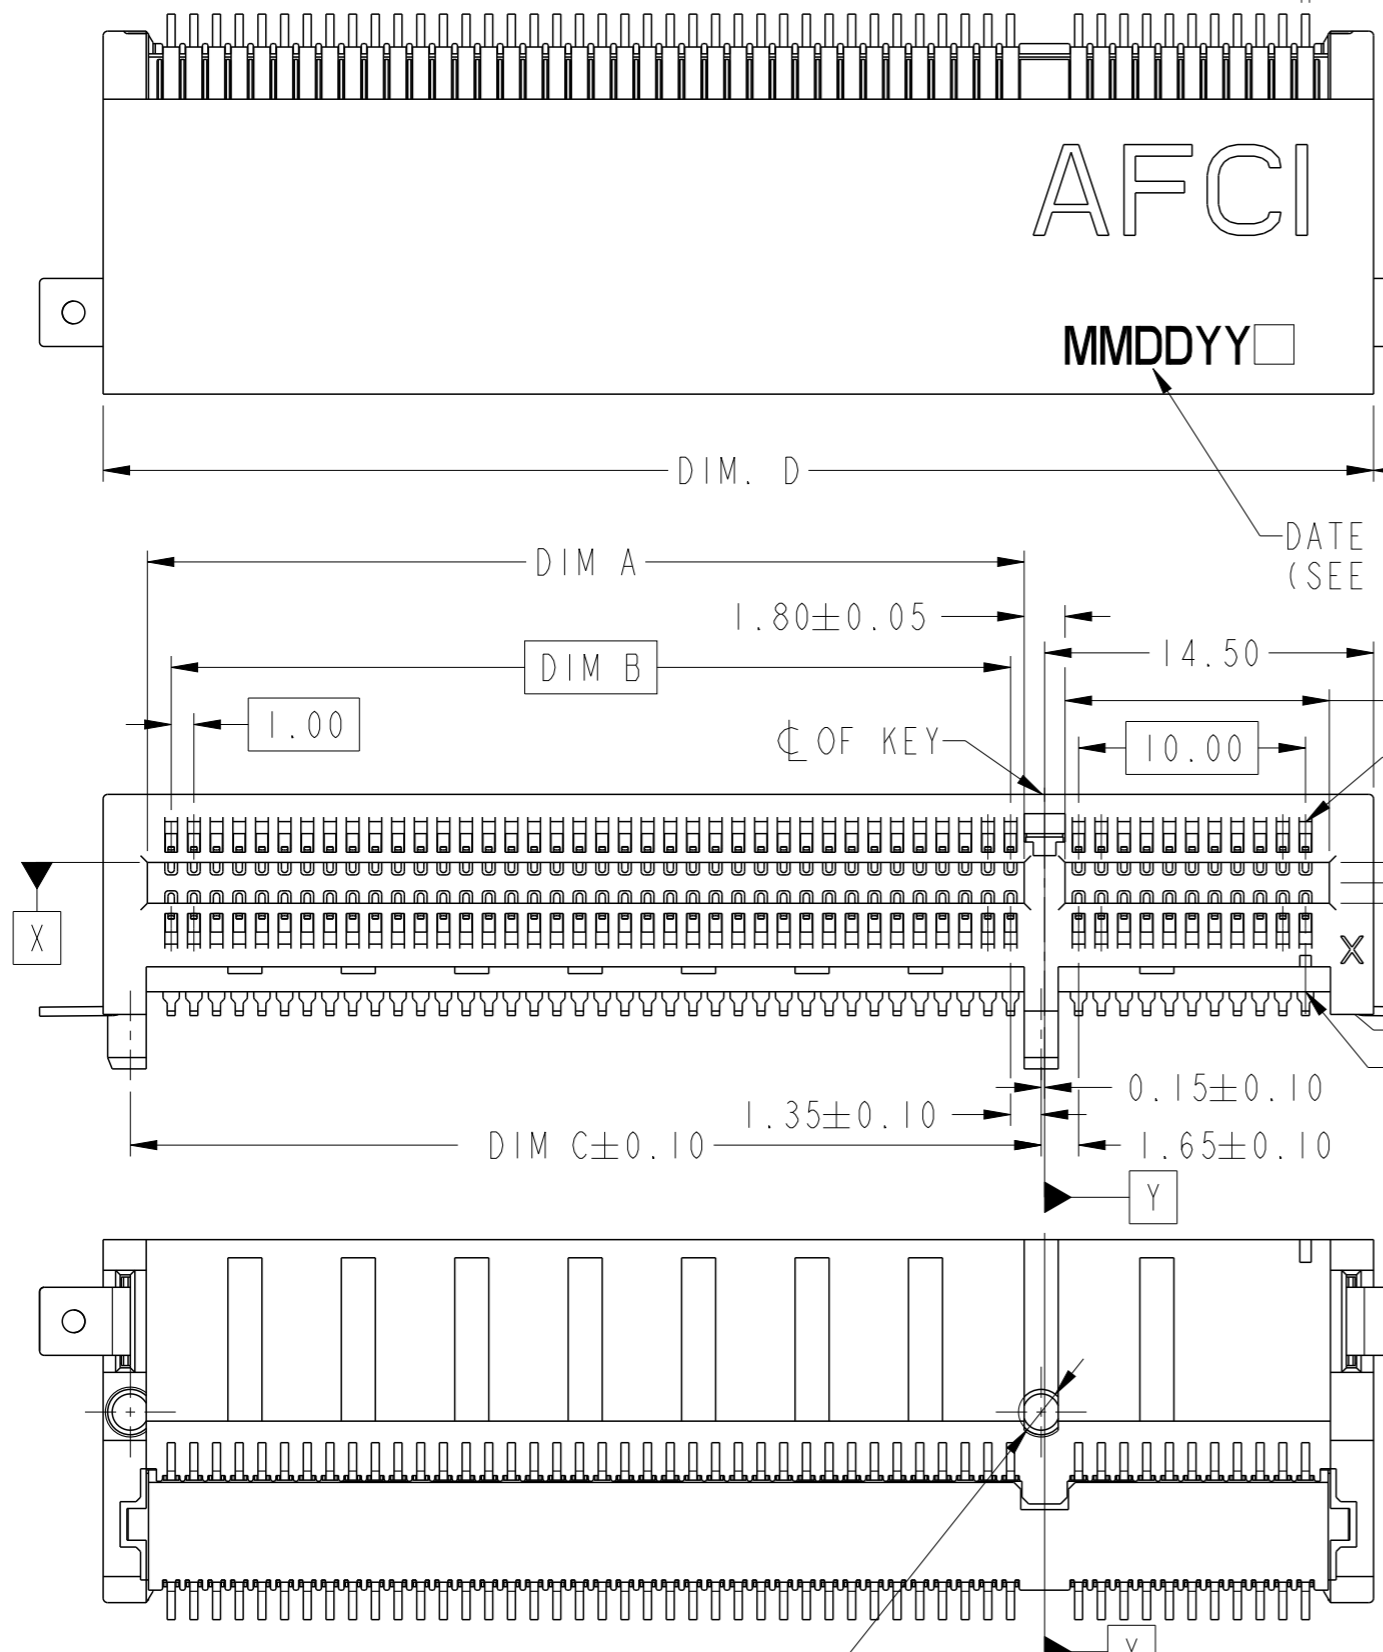 AFCI
MMDDYY
DIM. D
DATE
(SEE
DIM A
1.80±0.05
14.50
DIM B
1.00
10.00
℄ OF KEY
X
X
0.15±0.10
1.35±0.10
DIM C±0.10
1.65±0.10
Y